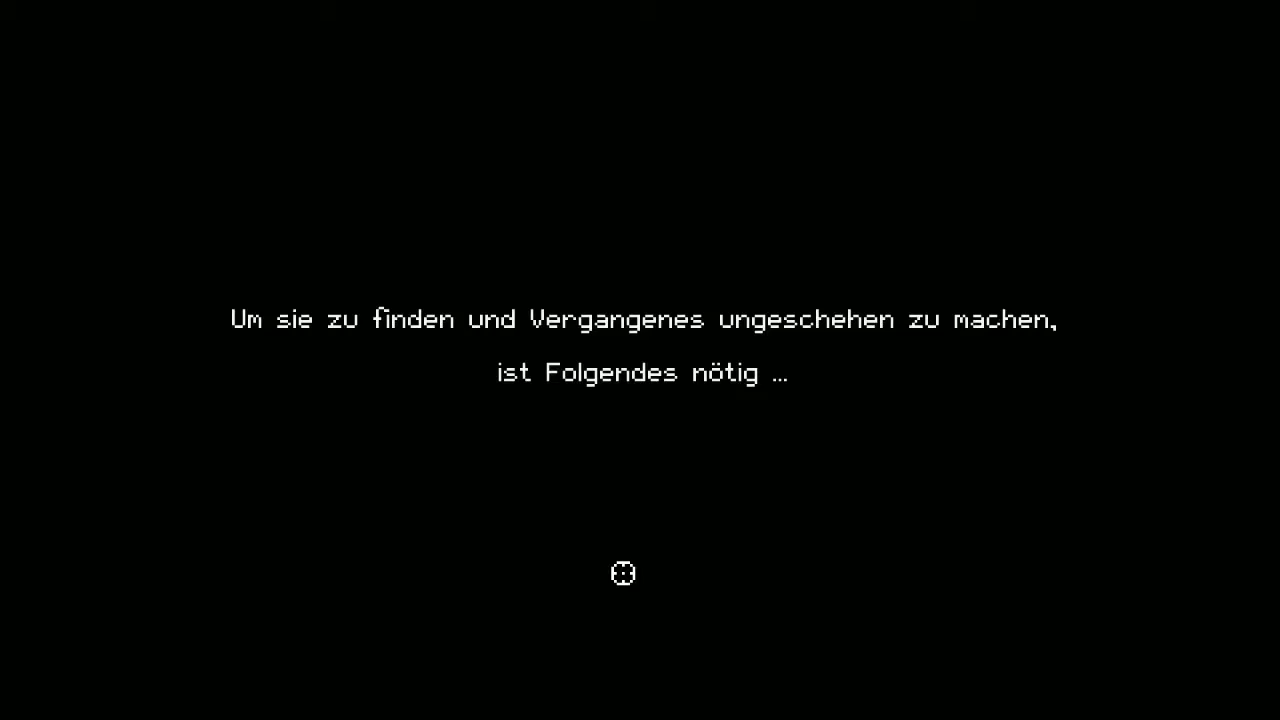 Um sie zu finden und Vergangenes ungeschehen zu machen,
ist Folgendes nötig ...